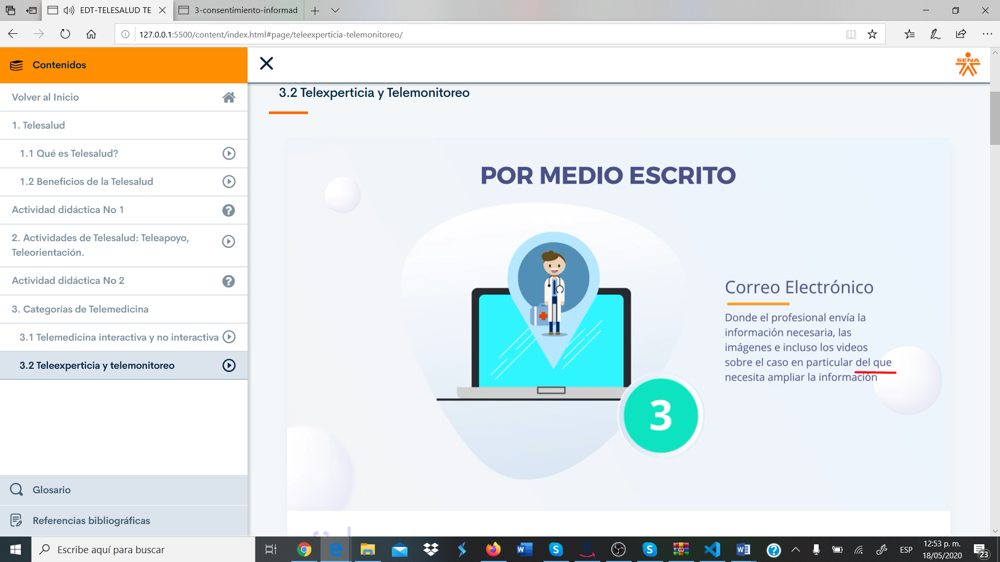 EDT-TELESALUD TE
3-consentimiento-informad
127.0.0.1:5500/content/index.html#page/teleexperticia-telemonitoreo/
Contenidos
SENA
Volver al Inicio
1. Telesalud
1.1 Qué es Telesalud?
1.2 Beneficios de la Telesalud
Actividad didáctica No 1
2. Actividades de Telesalud: Teleapoyo,
Teleorientación.
Actividad didáctica No 2
3. Categorías de Telemedicina
3.1 Telemedicina interactiva y no interactiva
3.2 Teleexperticia y telemonitoreo
Glosario
Referencias bibliográficas
3.2 Telexperticia y Telemonitoreo
POR MEDIO ESCRITO
Correo Electrónico
Donde el profesional envía la
información necesaria, las
imágenes e incluso los videos
sobre el caso en particular del que
necesita ampliar la información
3
Escribe aquí para buscar
ESP
12:53 p. m.
18/05/2020
23